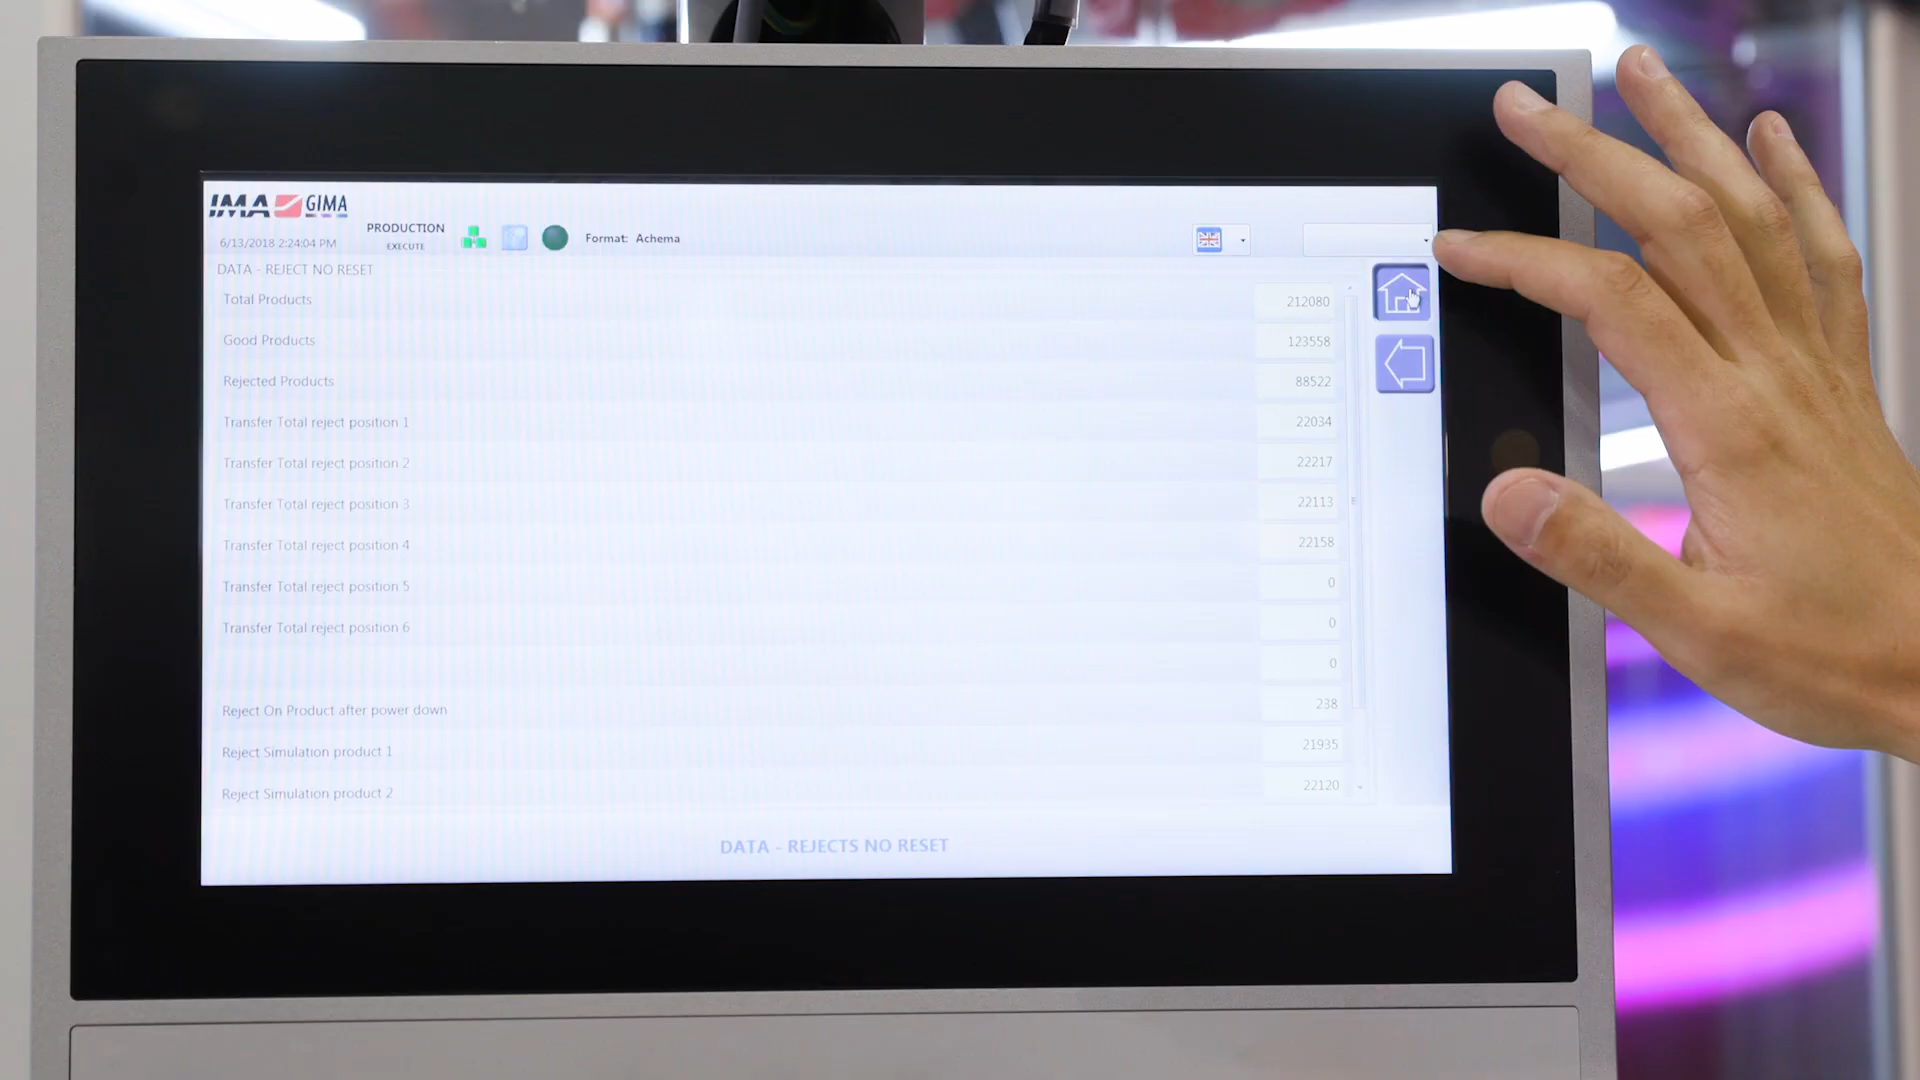 IMA GIMA
6/13/2018 2:24:04 PM
PRODUCTION
EXECUTE
Format: Achema
DATA - REJECT NO RESET
Total Products 212080
Good Products 123558
Rejected Products 88522
Transfer Total reject position 1 22034
Transfer Total reject position 2 22217
Transfer Total reject position 3 22113
Transfer Total reject position 4 22158
Transfer Total reject position 5 0
Transfer Total reject position 6 0
0
Reject On Product after power down 238
Reject Simulation product 1 21935
Reject Simulation product 2 22120
DATA - REJECTS NO RESET